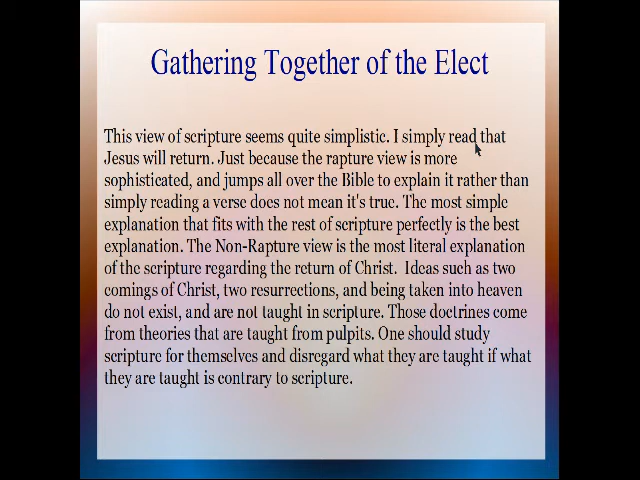 Gathering Together of the Elect
This view of scripture seems quite simplistic. I simply read that
Jesus will return. Just because the rapture view is more
sophisticated, and jumps all over the Bible to explain it rather than
simply reading a verse does not mean it's true. The most simple
explanation that fits with the rest of scripture perfectly is the best
explanation. The Non-Rapture view is the most literal explanation
of the scripture regarding the return of Christ.  Ideas such as two
comings of Christ, two resurrections, and being taken into heaven
do not exist, and are not taught in scripture. Those doctrines come
from theories that are taught from pulpits. One should study
scripture for themselves and disregard what they are taught if what
they are taught is contrary to scripture.